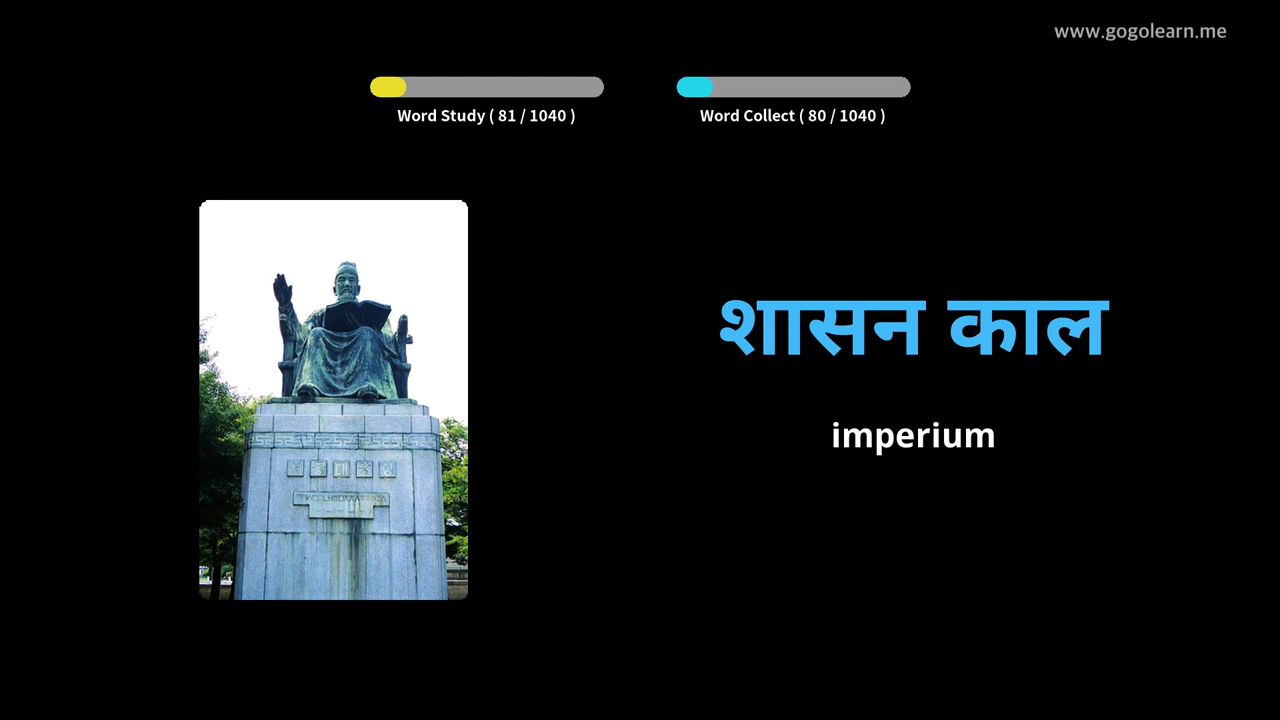 www.gogolearn.me
Word Study ( 81 / 1040 )
Word Collect ( 80 / 1040 )
शासन काल
imperium